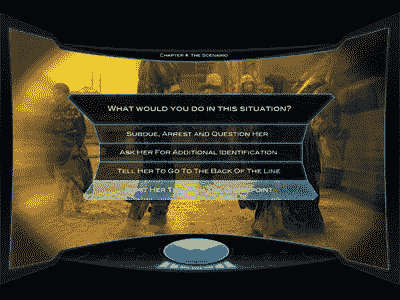 Chapter 4: The Scenario
What would you do in this situation?
Subdue, Arrest and Question Her
Ask Her For Additional Identification
Tell Her To Go To The Back Of The Line
Her